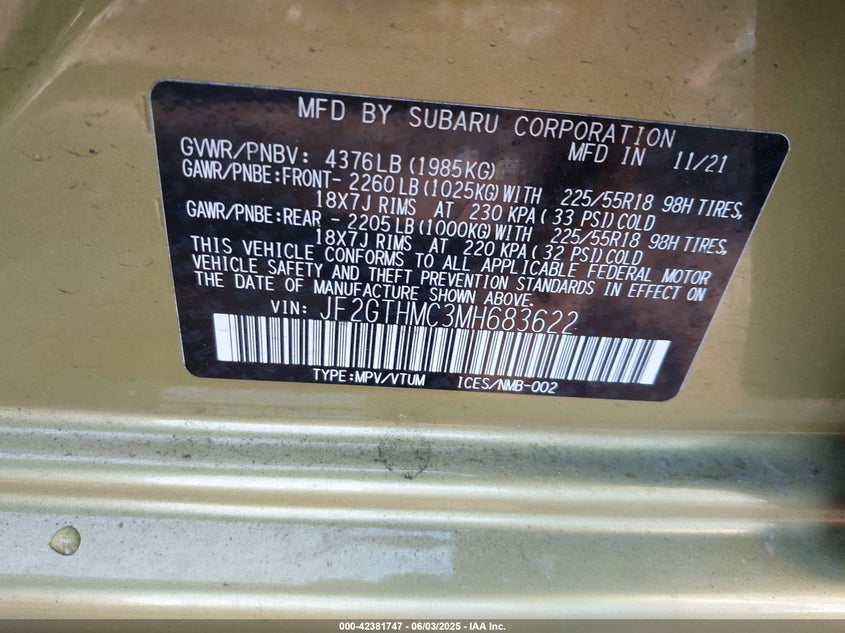 MFD BY SUBARU CORPORATION
MFD IN 11/21
GVWR/PNBV: 4376LB(1985KG)
GAWR/PNBE:FRONT-2260LB(1025KG)WITH 225/55R18 98H TIRES,
18X7J RIMS AT 230 KPA(33 PSI)COLD
GAWR/PNBE:REAR -2205LB(1000KG)WITH 225/55R18 98H TIRES,
18X7J RIMS AT 220 KPA(32 PSI)COLD
THIS VEHICLE CONFORMS TO ALL APPLICABLE FEDERAL MOTOR
VEHICLE SAFETY AND THEFT PREVENTION STANDARDS IN EFFECT ON
THE DATE OF MANUFACTURE SHOWN ABOVE.
VIN: JF2GTHMC3MH683622
TYPE:MPV/VTUM ICES/NMB-002
000-42381747 - 06/03/2025 - IAA Inc.